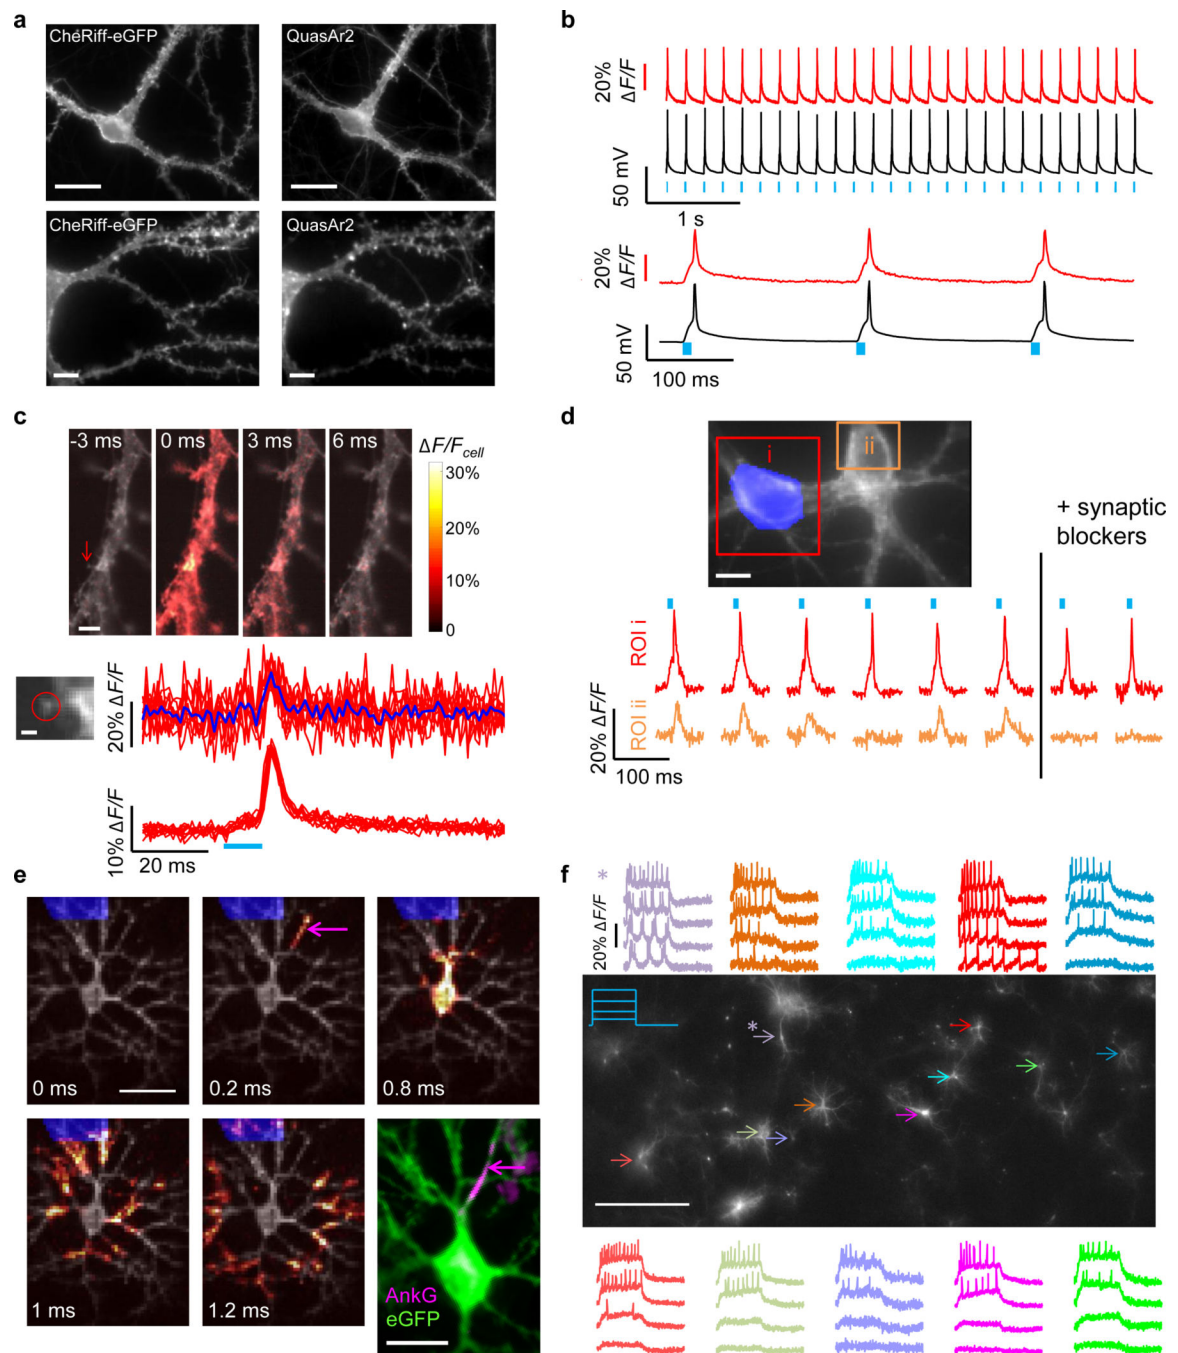 a
CheRiff-eGFP
QuasAr2
CheRiff-eGFP
QuasAr2
b
20%
ΔF/F
50 mV
1 s
20%
ΔF/F
50 mV
100 ms
c
-3 ms
0 ms
3 ms
6 ms
ΔF/Fcell
30%
20%
10%
0
20% ΔF/F
10% ΔF/F
20 ms
d
i
ii
+ synaptic
blockers
ROI i
ROI ii
20% ΔF/F
100 ms
e
0 ms
0.2 ms
0.8 ms
1 ms
1.2 ms
AnkG
eGFP
f
*
20% ΔF/F
*